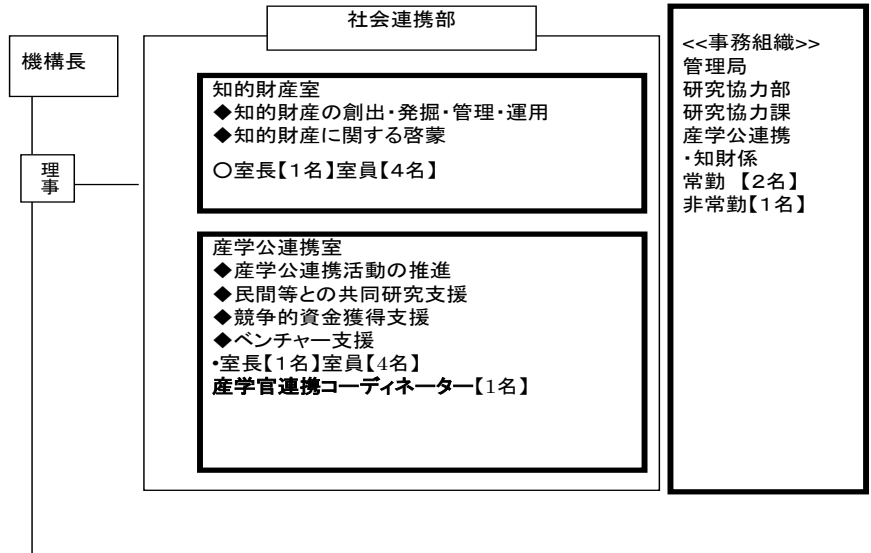 社会連携部
機構長
理
事
知的財産室
◆知的財産の創出・発掘・管理・運用
◆知的財産に関する啓蒙
○室長【1名】室員【4名】
産学公連携室
◆産学公連携活動の推進
◆民間等との共同研究支援
◆競争的資金獲得支援
◆ベンチャー支援
・室長【1名】室員【4名】
産学官連携コーディネーター【1名】
<<事務組織>>
管理局
研究協力部
研究協力課
産学公連携
・知財係
常勤 【2名】
非常勤【1名】